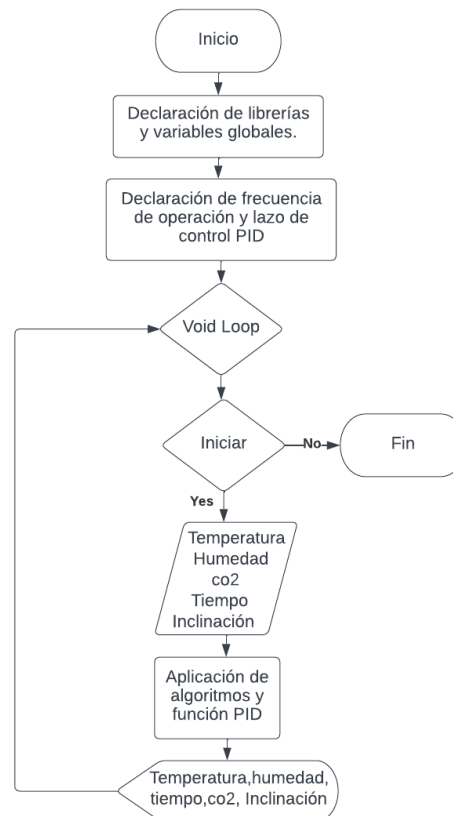 Inicio
Declaración de librerías
y variables globales.
Declaración de frecuencia
de operación y lazo de
control PID
Void Loop
Iniciar
No
Fin
Yes
Temperatura
Humedad
co2
Tiempo
Inclinación
Aplicación de
algoritmos y
función PID
Temperatura,humedad,
tiempo,co2, Inclinación